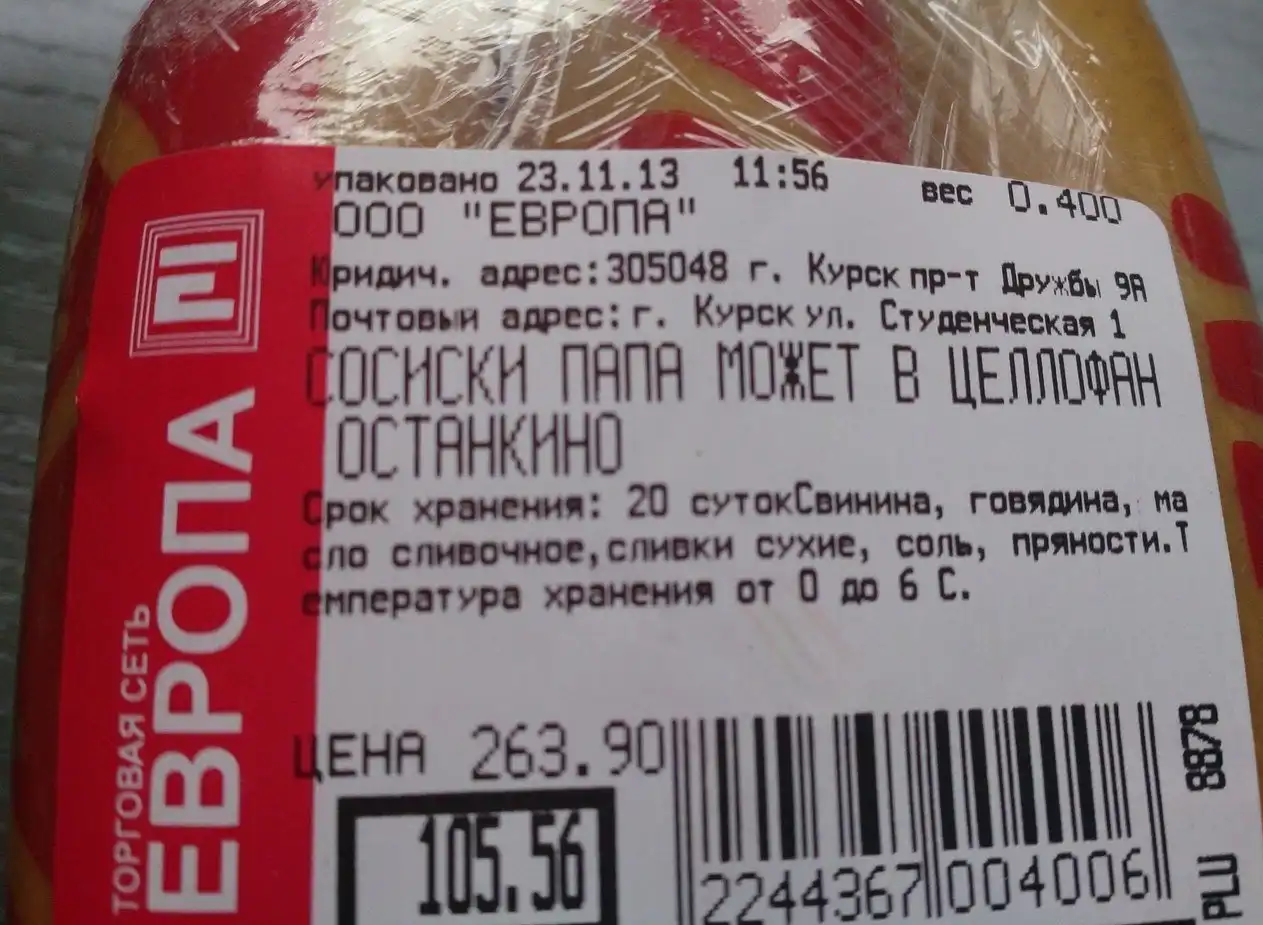 упаковано 23.11.13 11:56 вес 0.400
ООО "ЕВРОПА"
Юридич. адрес:305048 г. Курск пр-т Дружбы 9А
Почтовый адрес:г. Курск ул. Студенческая 1
СОСИСКИ ПАПА МОЖЕТ В ЦЕЛЛОФАН
ОСТАНКИНО
Срок хранения: 20 сутокСвинина, говядина, ма
сло сливочное,сливки сухие, соль, пряности.Т
емпература хранения от 0 до 6 С.
ЦЕНА 263.90
105.56
2244367 004006
PLU 8878
ТОРГОВАЯ СЕТЬ
ЕВРОПА